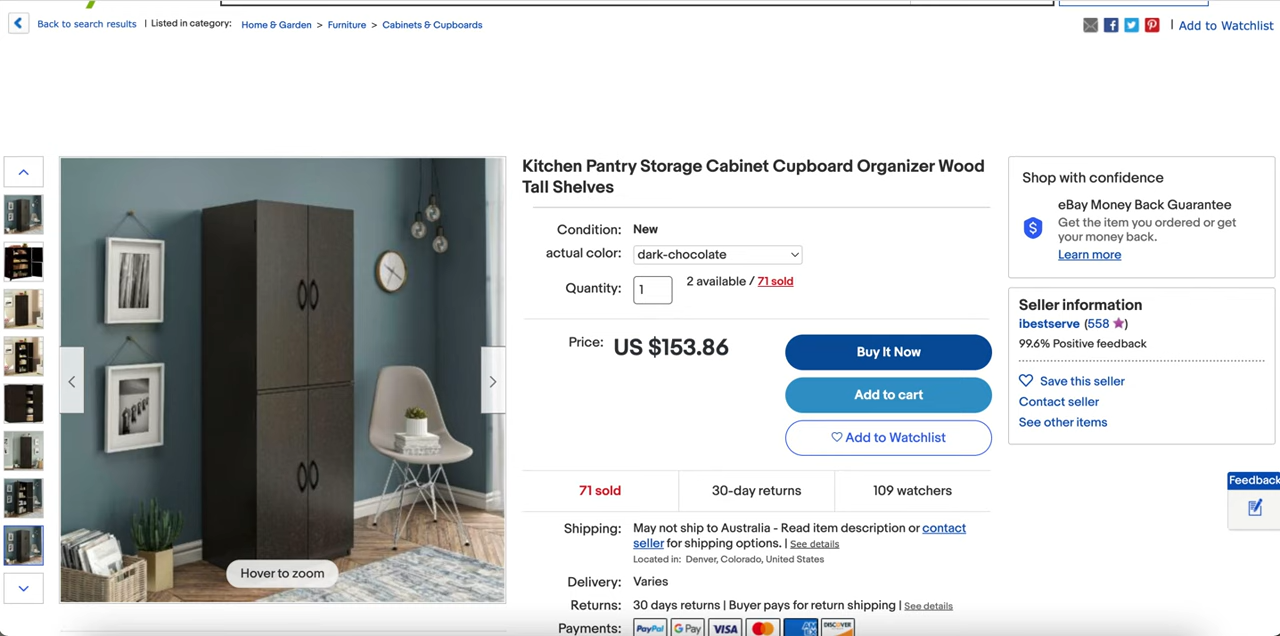 Back to search results | Listed in category: Home & Garden > Furniture > Cabinets & Cupboards
| Add to Watchlist
Kitchen Pantry Storage Cabinet Cupboard Organizer Wood
Tall Shelves
Condition: New
actual color: dark-chocolate
Quantity: 1 2 available / 71 sold
Price: US $153.86
Buy It Now
Add to cart
Add to Watchlist
71 sold 30-day returns 109 watchers
Shipping: May not ship to Australia - Read item description or contact
seller for shipping options. | See details
Located in: Denver, Colorado, United States
Delivery: Varies
Returns: 30 days returns | Buyer pays for return shipping | See details
Payments: PayPal G Pay VISA AM EX DISCOVER
Hover to zoom
Shop with confidence
eBay Money Back Guarantee
Get the item you ordered or get
your money back.
Learn more
Seller information
ibestserve (558 ★)
99.6% Positive feedback
Save this seller
Contact seller
See other items
Feedback